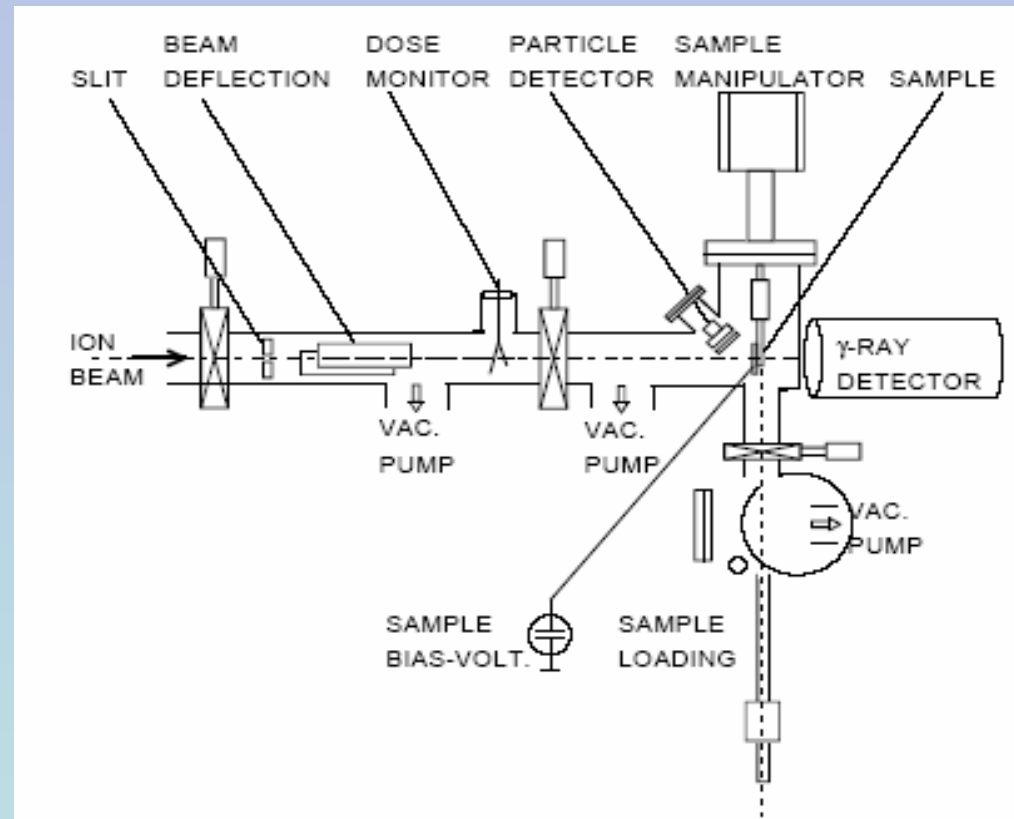 SLIT
BEAM
DEFLECTION
DOSE
MONITOR
PARTICLE
DETECTOR
SAMPLE
MANIPULATOR
SAMPLE
ION
BEAM
γ-RAY
DETECTOR
VAC.
PUMP
VAC.
PUMP
VAC.
PUMP
SAMPLE
BIAS-VOLT.
SAMPLE
LOADING